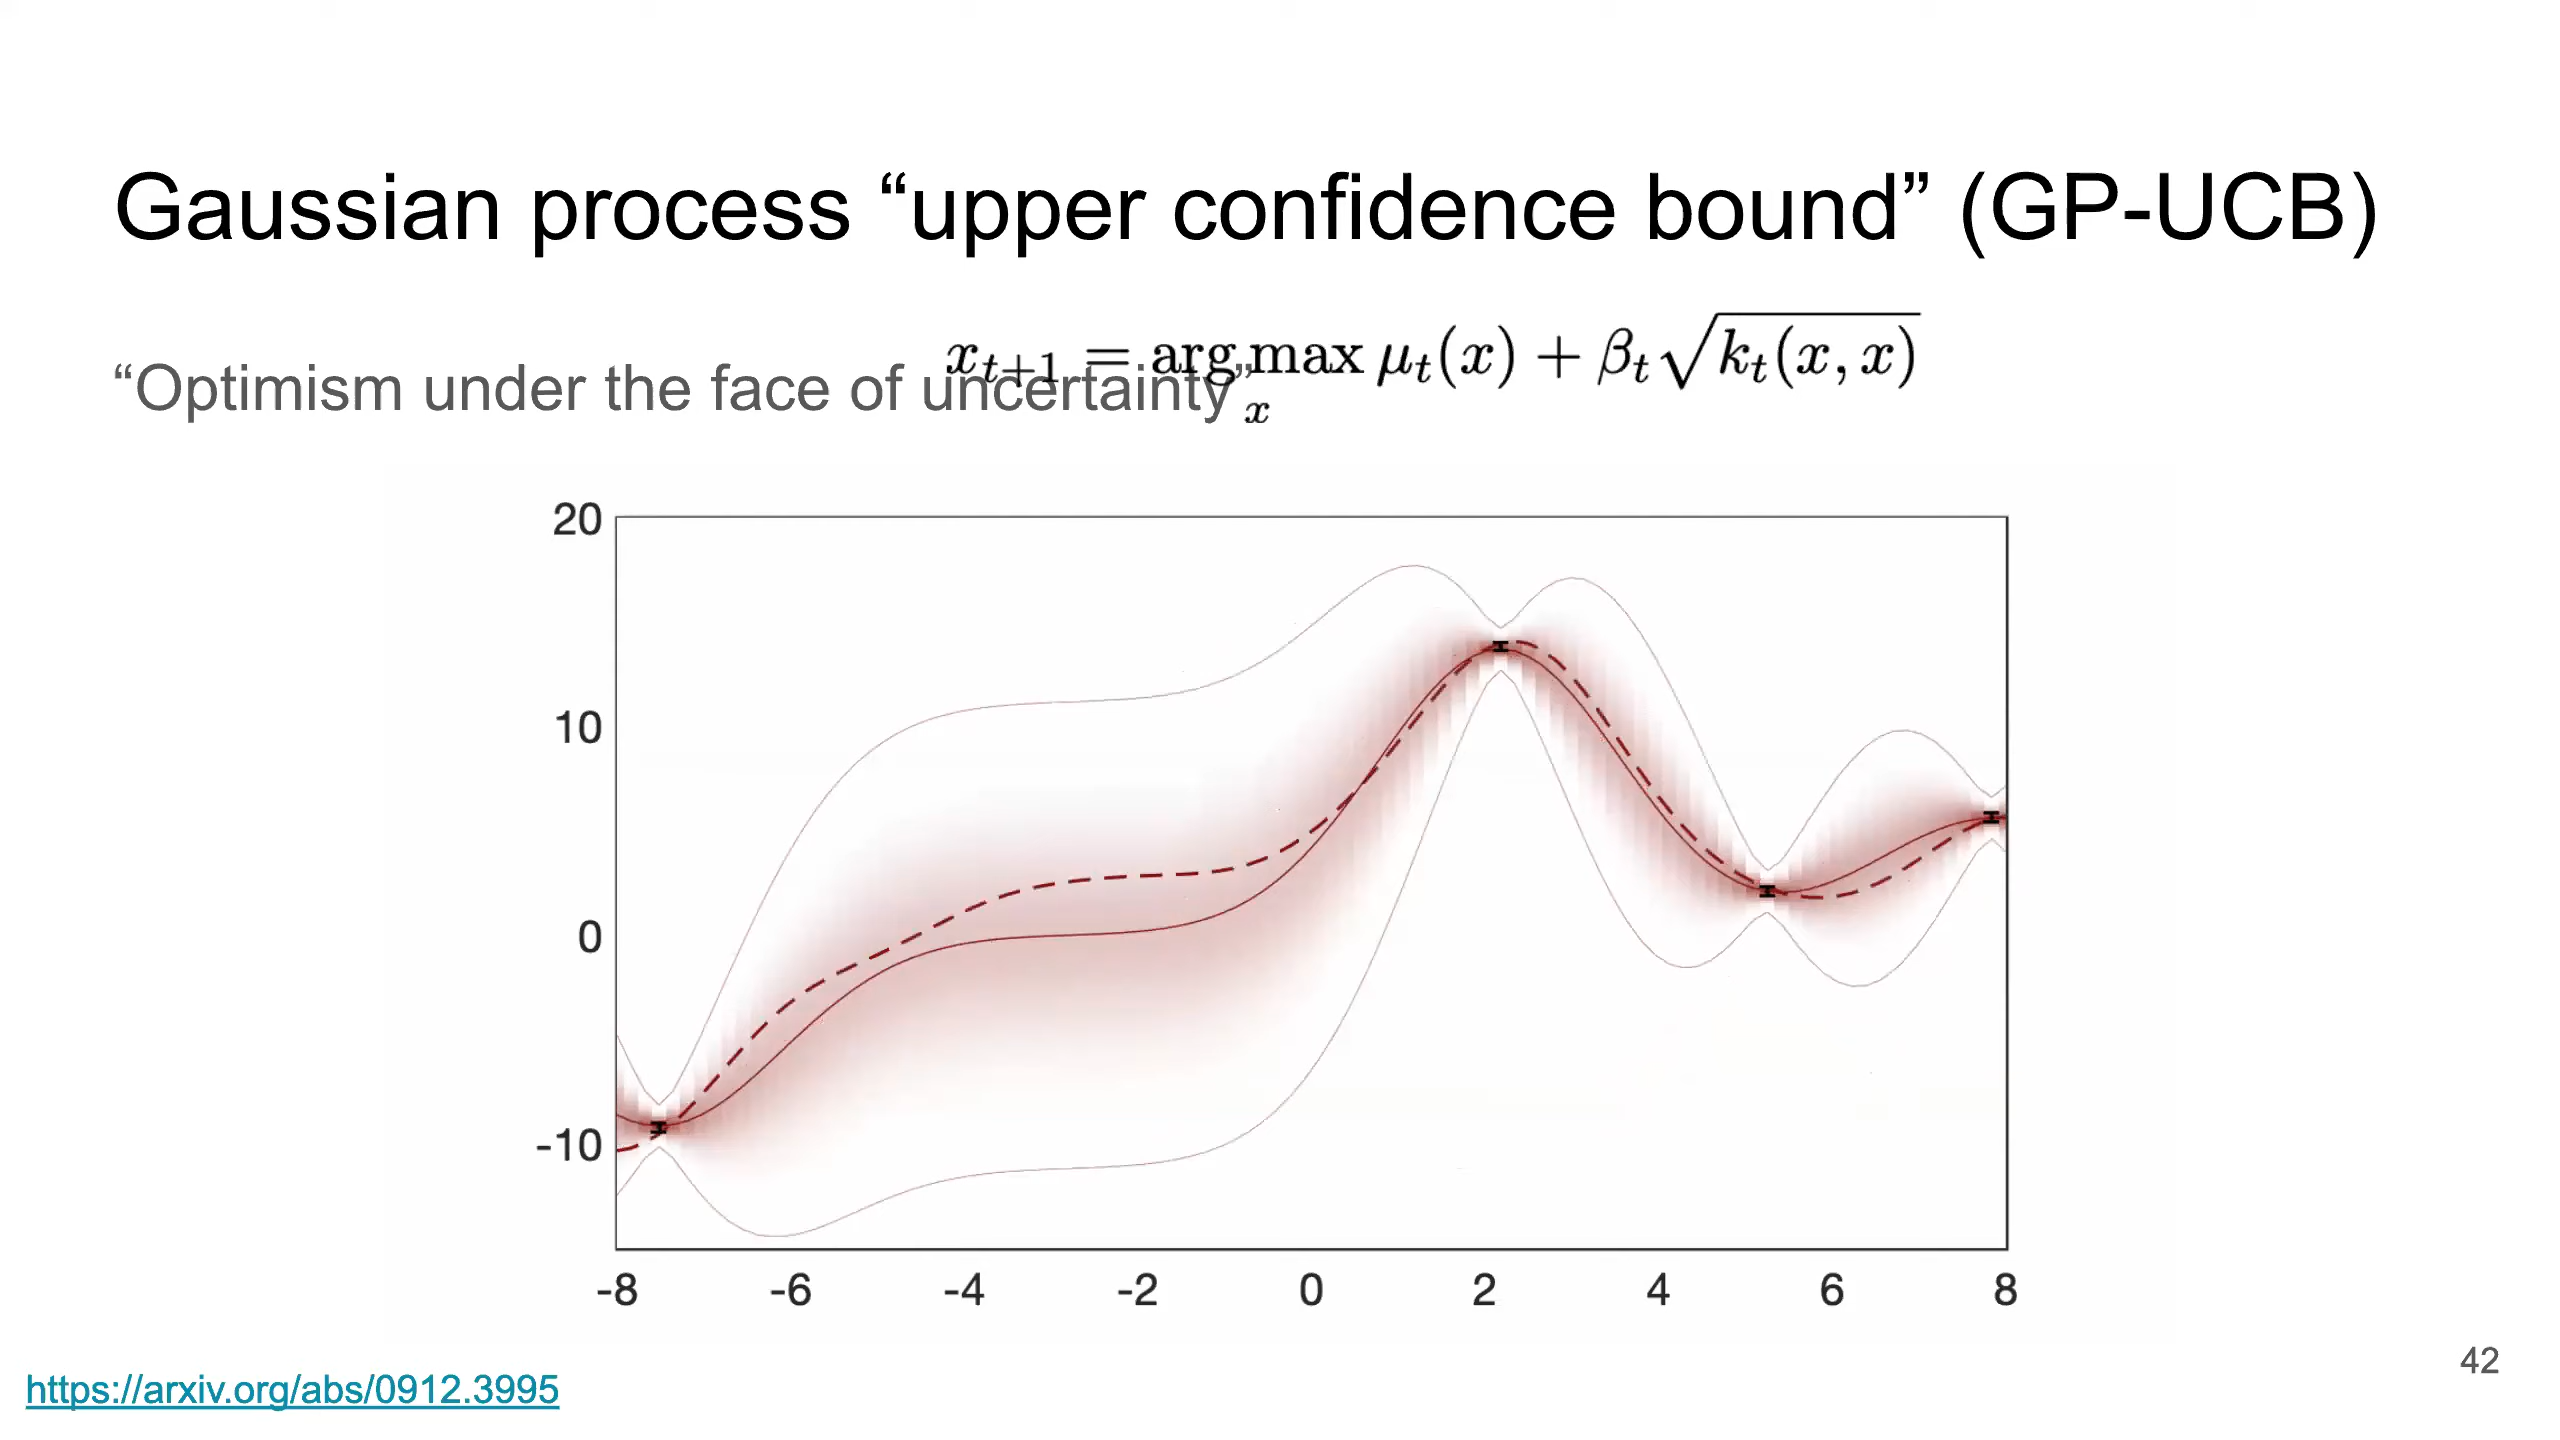 Gaussian process “upper confidence bound” (GP-UCB)
“Optimism under the face of uncertainty”
x_{t+1} = arg max_x μ_t(x) + β_t √k_t(x, x)
20
10
0
-10
-8 -6 -4 -2 0 2 4 6 8
42
https://arxiv.org/abs/0912.3995